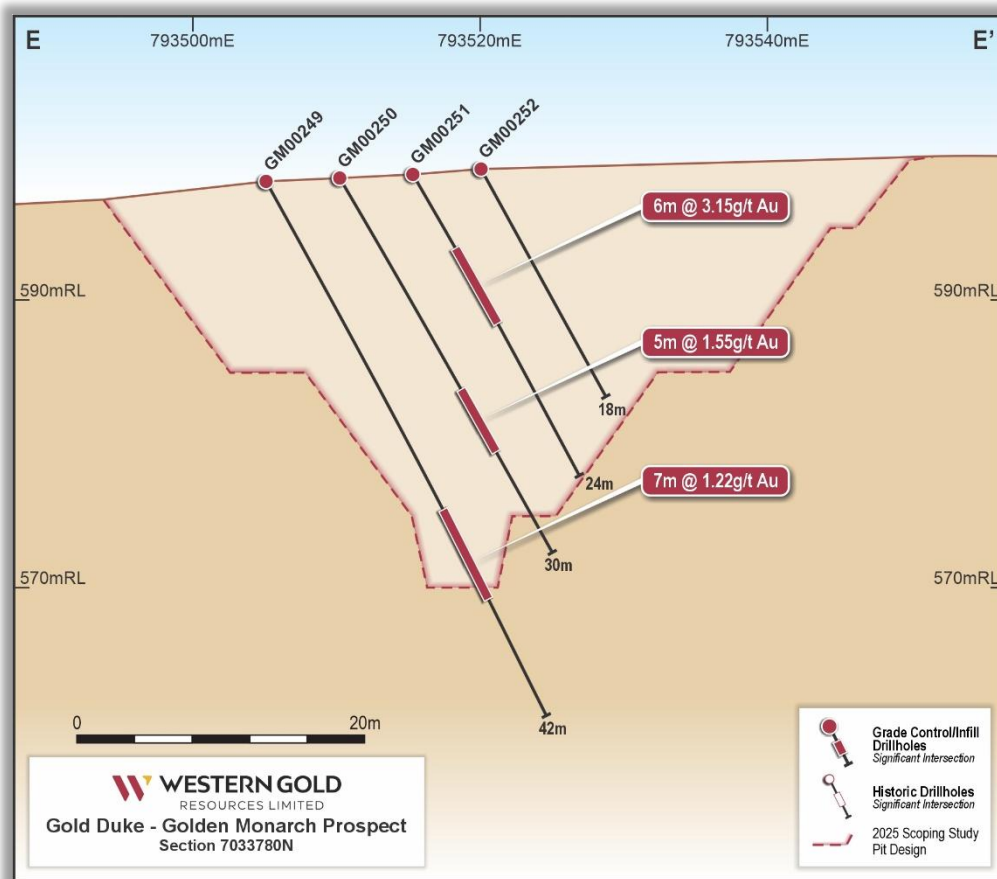 E
793500mE
793520mE
793540mE
E'
GM00249
GM00250
GM00251
GM00252
6m @ 3.15g/t Au
590mRL
590mRL
5m @ 1.55g/t Au
18m
7m @ 1.22g/t Au
24m
30m
570mRL
570mRL
42m
0
20m
WESTERN GOLD
RESOURCES LIMITED
Gold Duke - Golden Monarch Prospect
Section 7033780N
Grade Control/Infill
Drillholes
Significant Intersection
Historic Drillholes
Significant Intersection
2025 Scoping Study
Pit Design